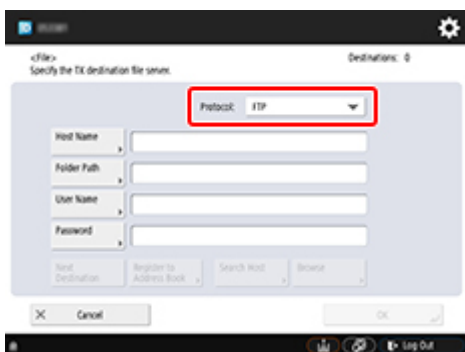 <File>
Destinations: 0
Specify the TX destination file server.
Protocol: FTP
Host Name
Folder Path
User Name
Password
Next Destination
Register to Address Book
Search Host
Browse
Cancel
OK
Log Out